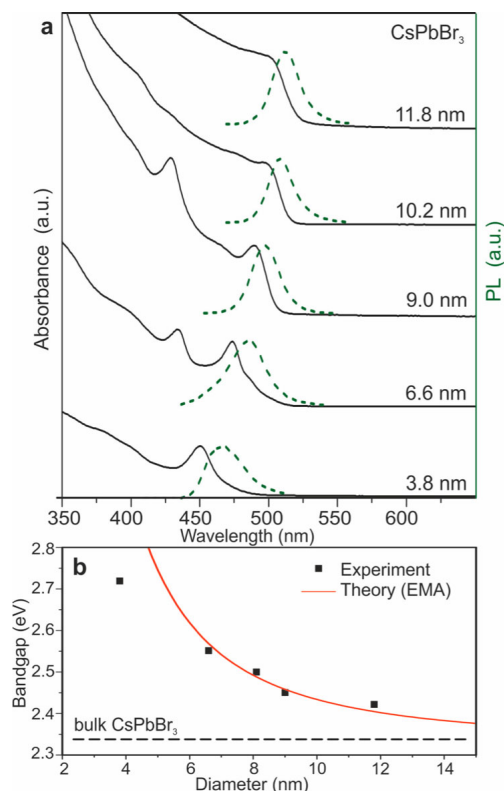 a
CsPbBr₃
11.8 nm
10.2 nm
9.0 nm
6.6 nm
3.8 nm
Absorbance (a.u.)
PL (a.u.)
350 400 450 500 550 600
Wavelength (nm)
b
Experiment
Theory (EMA)
bulk CsPbBr₃
Bandgap (eV)
2.8
2.7
2.6
2.5
2.4
2.3
2 4 6 8 10 12 14
Diameter (nm)